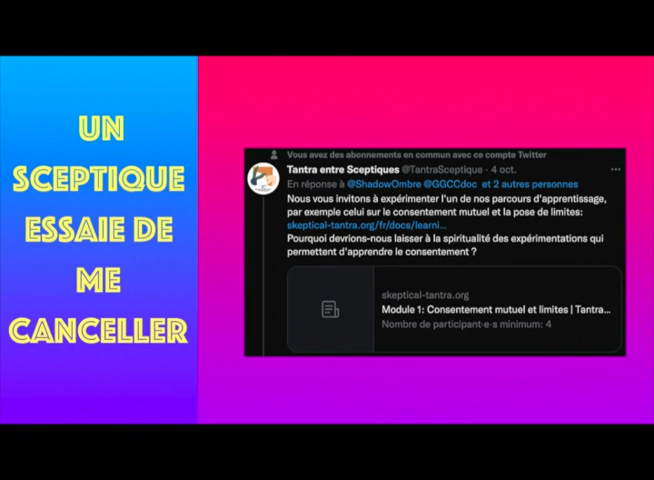 UN
SCEPTIQUE
ESSAIE DE
ME
CANCELLER
Vous avez des abonnements en commun avec ce compte Twitter
Tantra entre Sceptiques @TantraSceptique · 4 oct.
En réponse à @ShadowOmbre @GGCCdoc et 2 autres personnes
Nous vous invitons à expérimenter l'un de nos parcours d'apprentissage,
par exemple celui sur le consentement mutuel et la pose de limites:
skeptical-tantra.org/fr/docs/learni...
Pourquoi devrions-nous laisser à la spiritualité des expérimentations qui
permettent d'apprendre le consentement ?
skeptical-tantra.org
Module 1: Consentement mutuel et limites | Tantra...
Nombre de participant·e·s minimum: 4